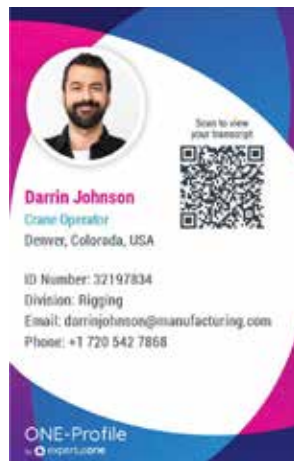 Scan to view
your transcript
Darrin Johnson
Crane Operator
Denver, Colorada, USA
ID Number: 32197834
Division: Rigging
Email: darrinjohnson@manufacturing.com
Phone: +1 720 542 7868
ONE-Profile
by expertusone